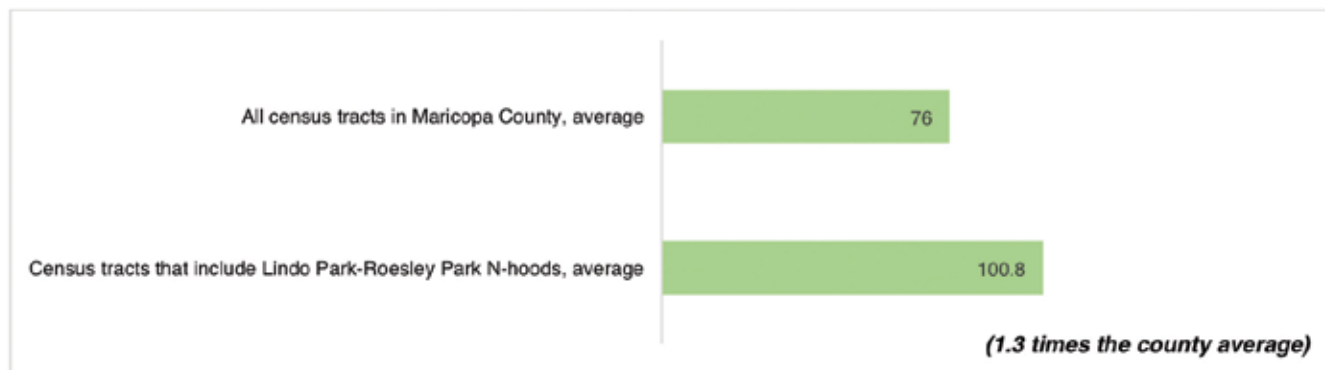 All census tracts in Maricopa County, average
76
Census tracts that include Lindo Park-Roesley Park N-hoods, average
100.8
(1.3 times the county average)